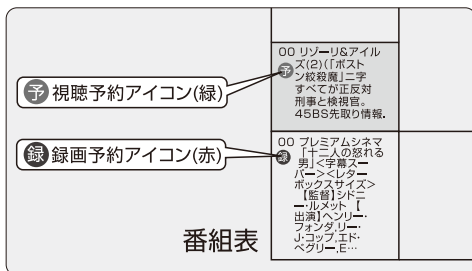 00 リゾーリ&アイル
ズ(2)「「ボスト
予 ン絞殺魔」二字
すべてが正反対
刑事と検視官。
45BS先取り情報.
予 視聴予約アイコン(緑)
00 プレミアムシネマ
「十二人の怒れる
録 男」<字幕スー
パー><レター
ボックスサイズ>
【監督】シドニ
ー・ルメット 【
出演】ヘンリー・
フォンダ,リー・
J・コップ,エド・
ベグリー,E…
録 録画予約アイコン(赤)
番組表